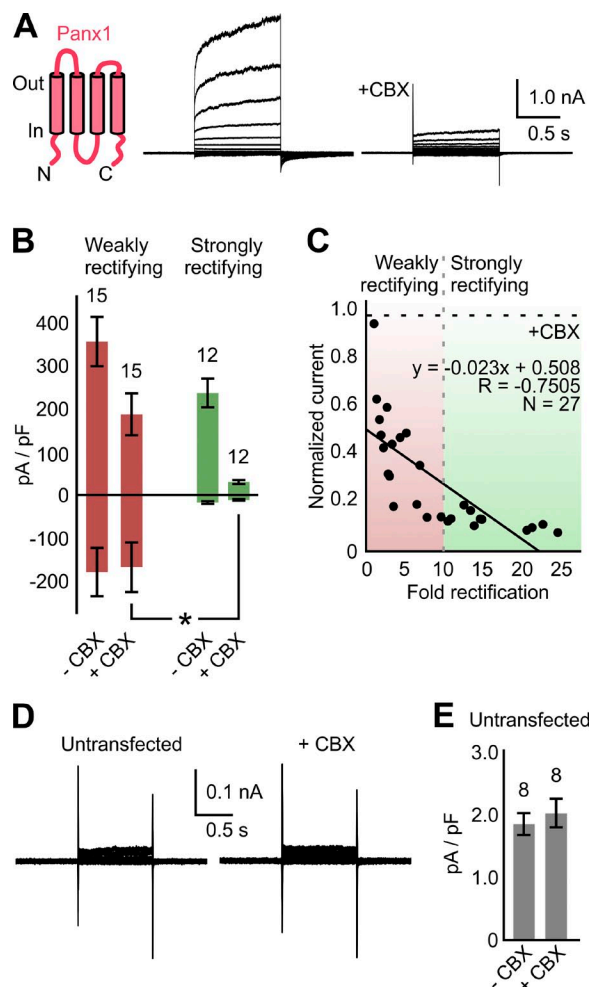 A
Panx1
Out
In
N
C
+CBX
1.0 nA
0.5 s
B
Weakly
rectifying
Strongly
rectifying
15
15
12
12
400
300
200
100
0
-100
-200
pA / pF
- CBX
+ CBX
*
- CBX
+ CBX
C
Weakly
rectifying
Strongly
rectifying
1.0
0.8
0.6
0.4
0.2
0
Normalized current
+CBX
y = -0.023x + 0.508
R = -0.7505
N = 27
0 5 10 15 20 25
Fold rectification
D
Untransfected
+ CBX
0.1 nA
0.5 s
E
Untransfected
3.0
2.0
1.0
0
pA / pF
8
8
- CBX
+ CBX